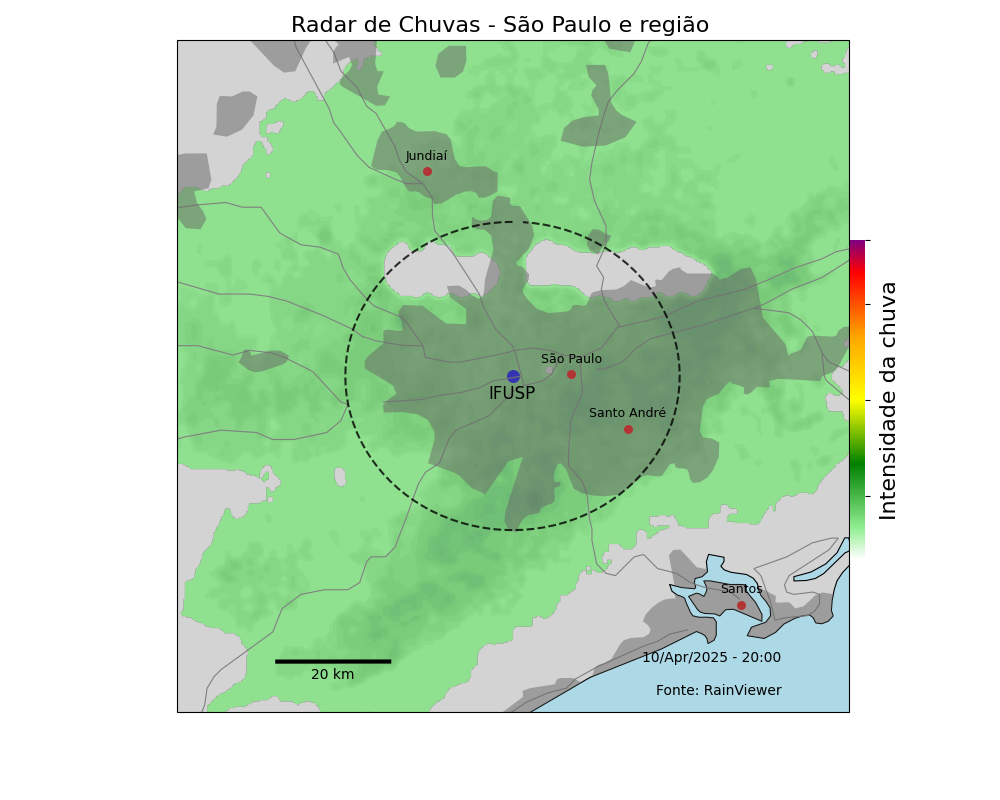 Radar de Chuvas - São Paulo e região
Jundiaí
São Paulo
IFUSP
Santo André
Intensidade da chuva
Santos
10/Apr/2025 - 20:00
20 km
Fonte: RainViewer